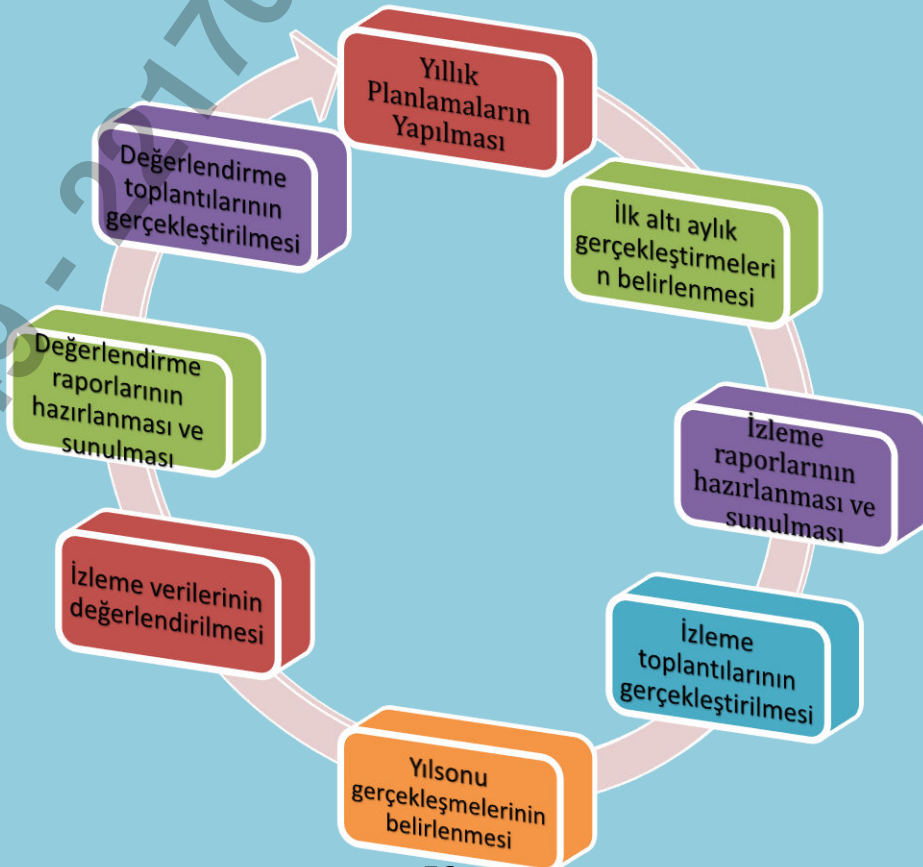 Yıllık
Planlamaların
Yapılması
İlk altı aylık
gerçekleştirmeleri
n belirlenmesi
İzleme
raporlarının
hazırlanması ve
sunulması
İzleme
toplantılarının
gerçekleştirilmesi
Yılsonu
gerçekleşmelerinin
belirlenmesi
İzleme verilerinin
değerlendirilmesi
Değerlendirme
raporlarının
hazırlanması ve
sunulması
Değerlendirme
toplantılarının
gerçekleştirilmesi